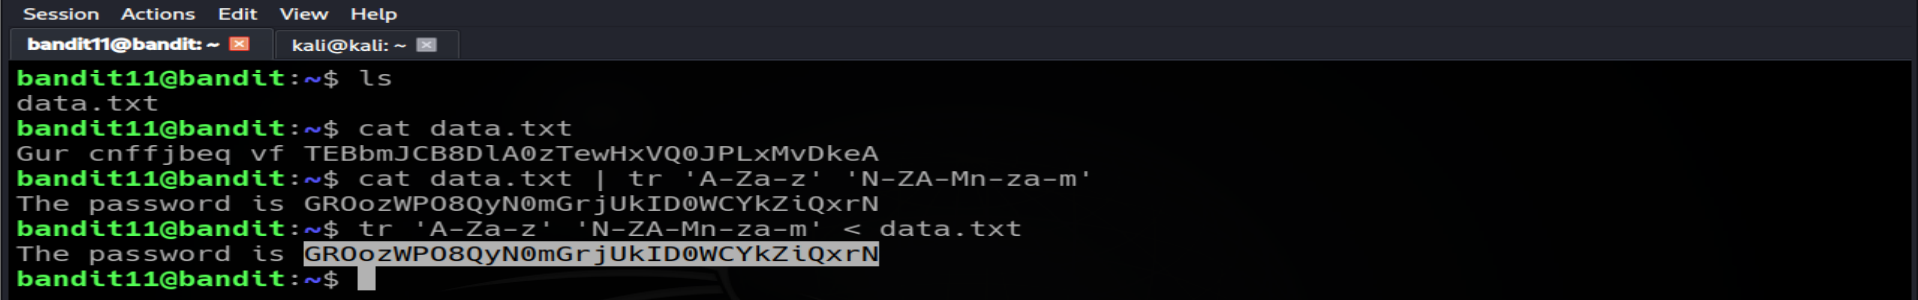 Session Actions Edit View Help
bandit11@bandit: ~ kali@kali: ~
bandit11@bandit:~$ ls
data.txt
bandit11@bandit:~$ cat data.txt
Gur cnffjbeq vf TEBbmJCB8DlA0zTewHxVQ0JPLxMvDkeA
bandit11@bandit:~$ cat data.txt | tr 'A-Za-z' 'N-ZA-Mn-za-m'
The password is GROozWPO8QyN0mGrjUkID0WCYkZiQxrN
bandit11@bandit:~$ tr 'A-Za-z' 'N-ZA-Mn-za-m' < data.txt
The password is GROozWPO8QyN0mGrjUkID0WCYkZiQxrN
bandit11@bandit:~$